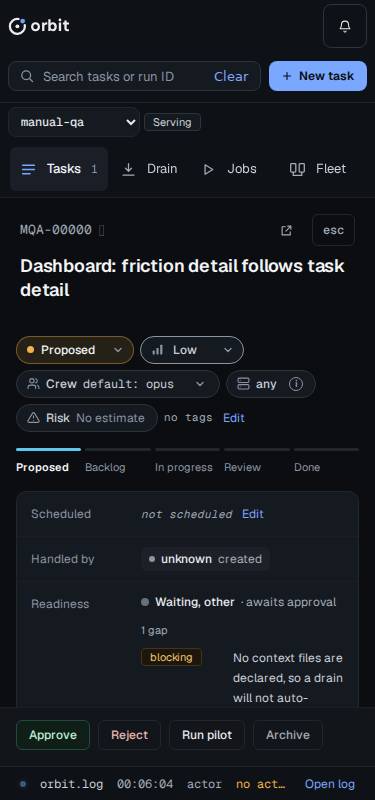 orbit
Search tasks or run ID Clear
+ New task
manual-qa Serving
Tasks 1 Drain Jobs Fleet
MQA-00000 esc
Dashboard: friction detail follows task
detail
Proposed Low
Crew default: opus any
Risk No estimate no tags Edit
Proposed Backlog In progress Review Done
Scheduled not scheduled Edit
Handled by unknown created
Readiness Waiting, other · awaits approval
1 gap
blocking No context files are
declared, so a drain
will not auto-
Approve Reject Run pilot Archive
orbit.log 00:06:04 actor no act… Open log